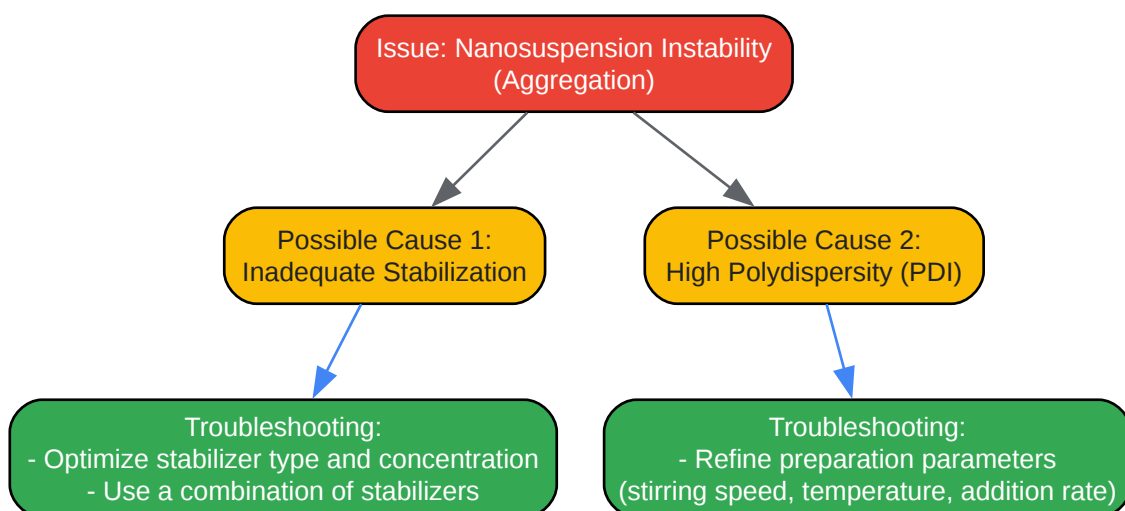 Issue: Nanosuspension Instability
(Aggregation)
Possible Cause 1:
Inadequate Stabilization
Possible Cause 2:
High Polydispersity (PDI)
Troubleshooting:
- Optimize stabilizer type and concentration
- Use a combination of stabilizers
Troubleshooting:
- Refine preparation parameters
(stirring speed, temperature, addition rate)